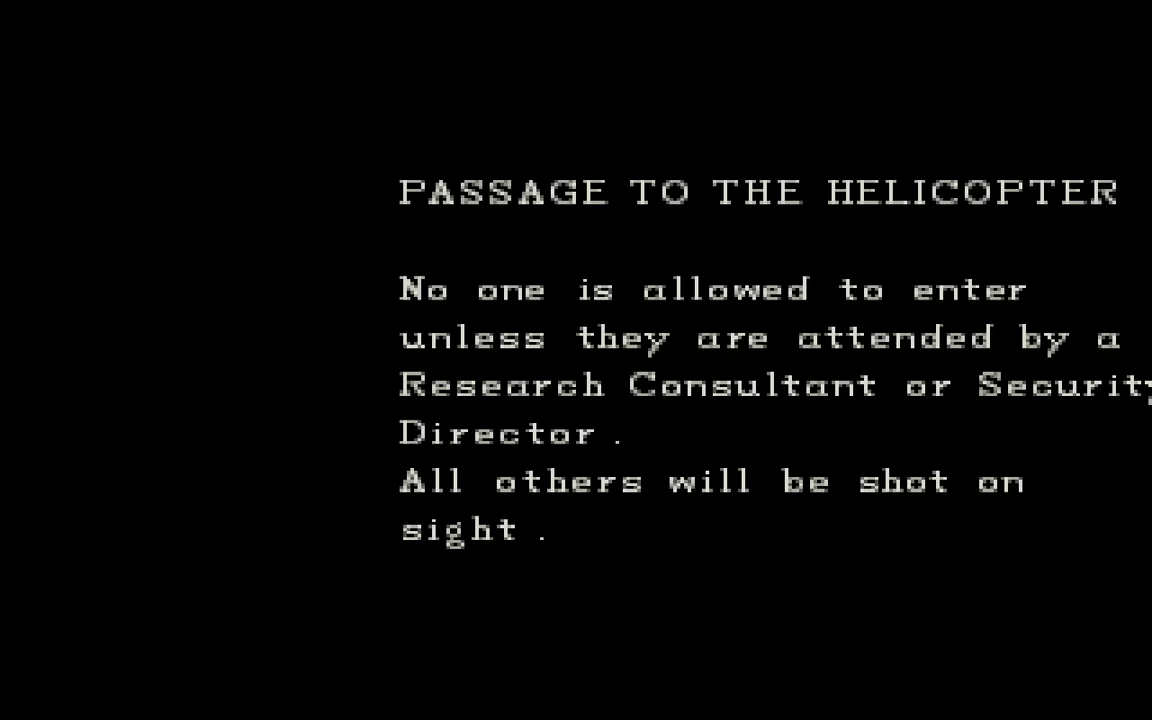 PASSAGE TO THE HELICOPTER
No one is allowed to enter
unless they are attended by a
Research Consultant or Security
Director.
All others will be shot on
sight.